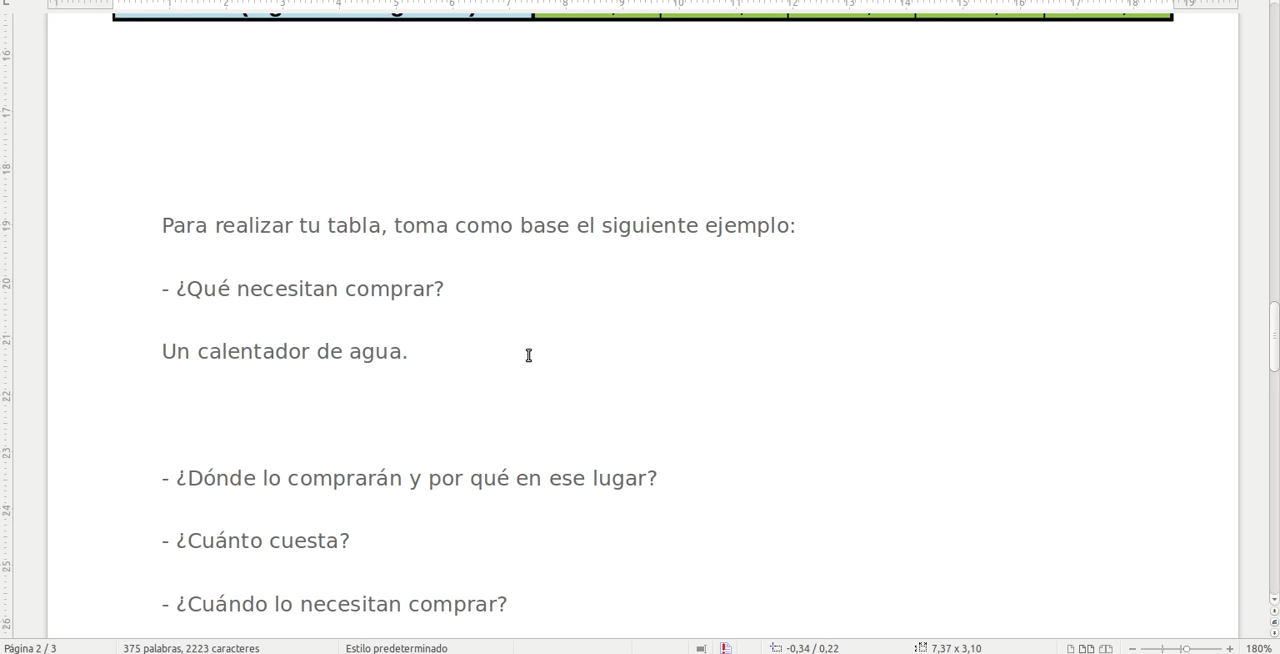 Para realizar tu tabla, toma como base el siguiente ejemplo:
- ¿Qué necesitan comprar?
Un calentador de agua.
- ¿Dónde lo comprarán y por qué en ese lugar?
- ¿Cuánto cuesta?
- ¿Cuándo lo necesitan comprar?
Página 2 / 3 375 palabras, 2223 caracteres Estilo predeterminado -0,34 / 0,22 7,37 x 3,10 180%